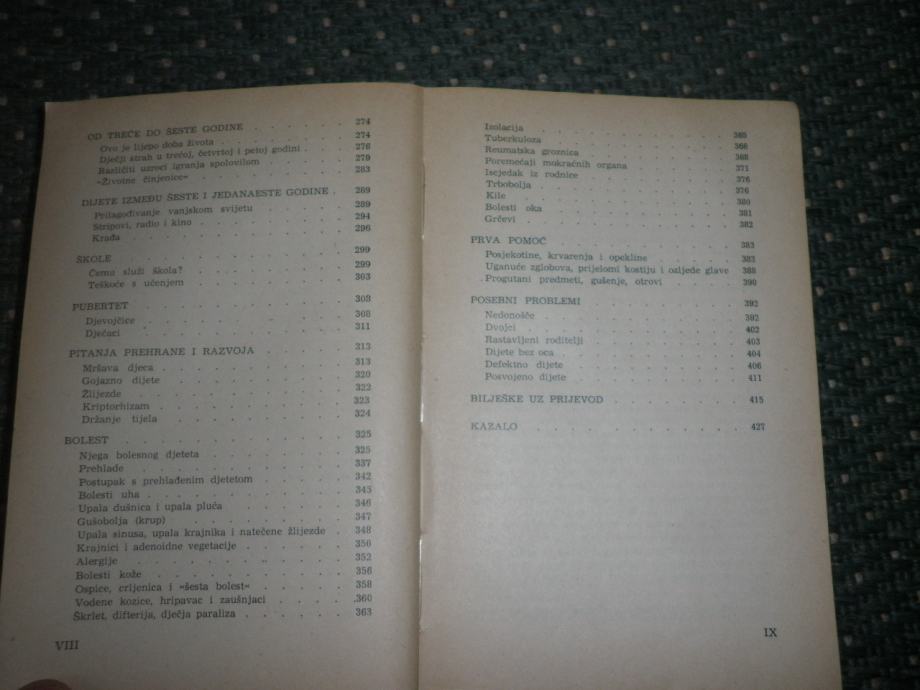 OD TREĆE DO ŠESTE GODINE . . . . . . . . 274
Ovo je lijepo doba života . . . . . . . . 274
Dječji strah u trećoj, četvrtoj i petoj godini . . . . 276
Različiti uzroci igranja spolovilom . . . . . . 279
»Životne činjenice« . . . . . . . . 283
DIJETE IZMEĐU ŠESTE I JEDANAESTE GODINE . 289
Prilagođivanje vanjskom svijetu . . . . . . 289
Stripovi, radio i kino . . . . . . . . 294
Krađa . . . . . . . . 296
ŠKOLE . . . . . . . . 299
Čemu služi škola? . . . . . . . . 299
Teškoće s učenjem . . . . . . . . 303
PUBERTET . . . . . . . . 308
Djevojčice . . . . . . . . 308
Dječaci . . . . . . . . 311
PITANJA PREHRANE I RAZVOJA . . . . . . 313
Mršava djeca . . . . . . . . 313
Gojazno dijete . . . . . . . . 320
Žlijezde . . . . . . . . 322
Kriptorhizam . . . . . . . . 323
Držanje tijela . . . . . . . . 324
BOLEST . . . . . . . . 325
Njega bolesnog djeteta . . . . . . . . 325
Prehlade . . . . . . . . 337
Postupak s prehlađenim djetetom . . . . . . 342
Bolesti uha . . . . . . . . 345
Upala dušnica i upala pluća . . . . . . . . 346
Gušobolja (krup) . . . . . . . . 347
Upala sinusa, upala krajnika i natečene žlijezde . . 348
Krajnici i adenoidne vegetacije . . . . . . 350
Alergije . . . . . . . . 352
Bolesti kože . . . . . . . . 356
Ospice, crljenica i »šesta bolest« . . . . . . 358
Vodene kozice, hripavac i zaušnjaci . . . . . 360
Škrlet, difterija, dječja paraliza . . . . . . 363
VIII
Izolacija . . . . . . . . 365
Tuberkuloza . . . . . . . . 366
Reumatska groznica . . . . . . . . 368
Poremećaji mokraćnih organa . . . . . . 371
Iscjedak iz rodnice . . . . . . . . 376
Trbobolja . . . . . . . . 376
Kile . . . . . . . . 380
Bolesti oka . . . . . . . . 381
Grčevi . . . . . . . . 382
PRVA POMOĆ . . . . . . . . 383
Posjekotine, krvarenja i opekline . . . . . . 383
Uganuće zglobova, prijelomi kostiju i ozljede glave 388
Progutani predmeti, gušenje, otrovi . . . . . 390
POSEBNI PROBLEMI . . . . . . . . 392
Nedonošče . . . . . . . . 392
Dvojci . . . . . . . . 402
Rastavljeni roditelji . . . . . . . . 403
Dijete bez oca . . . . . . . . 404
Defektno dijete . . . . . . . . 406
Posvojeno dijete . . . . . . . . 411
BILJEŠKE UZ PRIJEVOD . . . . . . . . 415
KAZALO . . . . . . . . 427
IX